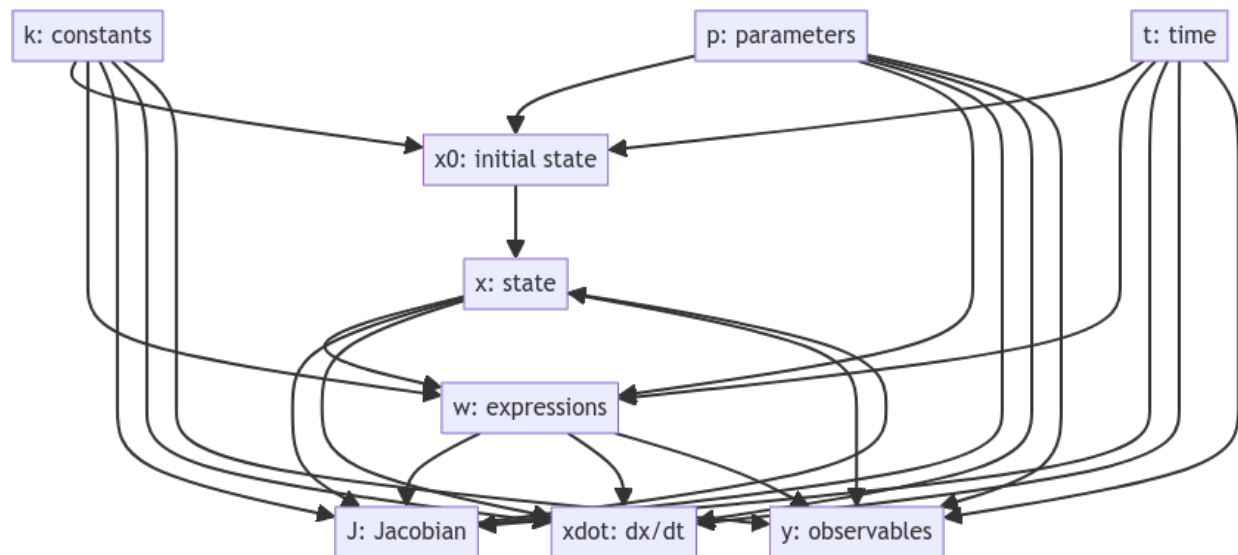 k: constants
p: parameters
t: time
x0: initial state
x: state
w: expressions
J: Jacobian
xdot: dx/dt
y: observables